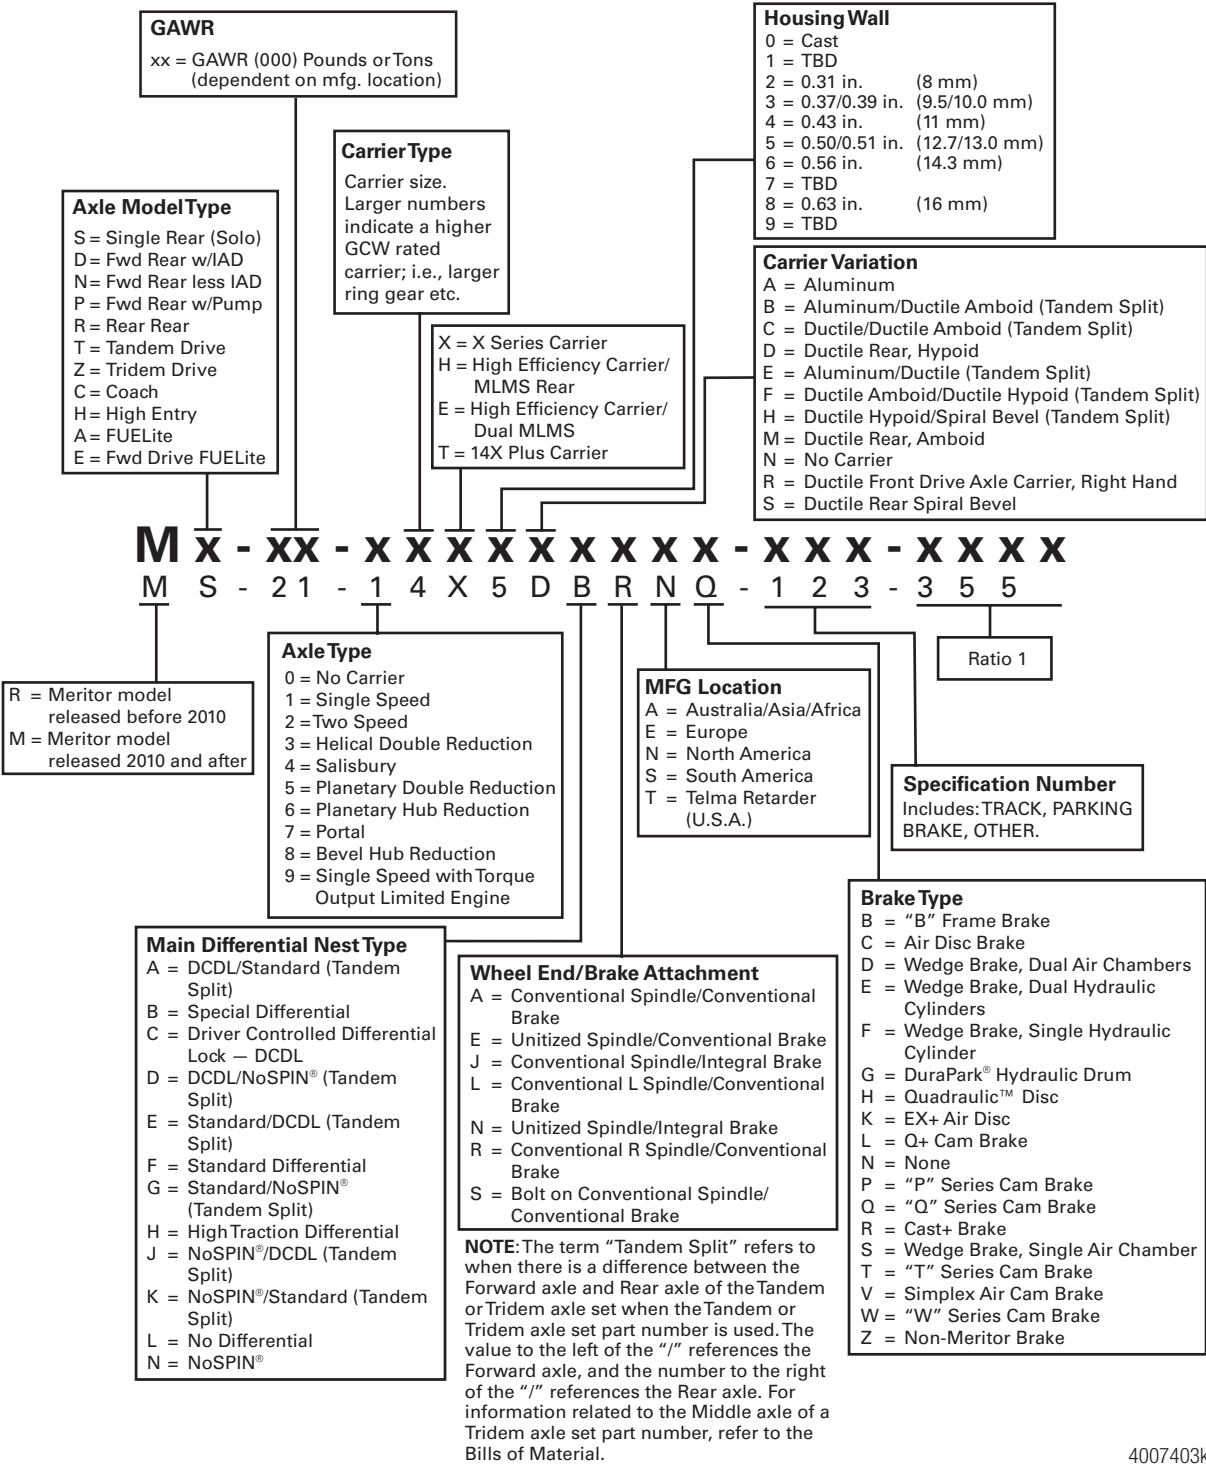 GAWR
xx = GAWR (000) Pounds or Tons
(dependent on mfg. location)
Housing Wall
0 = Cast
1 = TBD
2 = 0.31 in. (8 mm)
3 = 0.37/0.39 in. (9.5/10.0 mm)
4 = 0.43 in. (11 mm)
5 = 0.50/0.51 in. (12.7/13.0 mm)
6 = 0.56 in. (14.3 mm)
7 = TBD
8 = 0.63 in. (16 mm)
9 = TBD
Carrier Type
Carrier size.
Larger numbers
indicate a higher
GCW rated
carrier; i.e., larger
ring gear etc.
Axle Model Type
S = Single Rear (Solo)
D = Fwd Rear w/IAD
N = Fwd Rear less IAD
P = Fwd Rear w/Pump
R = Rear Rear
T = Tandem Drive
Z = Tridem Drive
C = Coach
H = High Entry
A = FUELite
E = Fwd Drive FUELite
Carrier Variation
A = Aluminum
B = Aluminum/Ductile Amboid (Tandem Split)
C = Ductile/Ductile Amboid (Tandem Split)
D = Ductile Rear, Hypoid
E = Aluminum/Ductile (Tandem Split)
F = Ductile Amboid/Ductile Hypoid (Tandem Split)
H = Ductile Hypoid/Spiral Bevel (Tandem Split)
M = Ductile Rear, Amboid
N = No Carrier
R = Ductile Front Drive Axle Carrier, Right Hand
S = Ductile Rear Spiral Bevel
X = X Series Carrier
H = High Efficiency Carrier/
MLMS Rear
E = High Efficiency Carrier/
Dual MLMS
T = 14X Plus Carrier
M x - xx - x x x x x x x x x - x x x - x x x x
M S - 2 1 - 1 4 X 5 D B R N Q - 1 2 3 - 3 5 5
R = Meritor model
released before 2010
M = Meritor model
released 2010 and after
Axle Type
0 = No Carrier
1 = Single Speed
2 = Two Speed
3 = Helical Double Reduction
4 = Salisbury
5 = Planetary Double Reduction
6 = Planetary Hub Reduction
7 = Portal
8 = Bevel Hub Reduction
9 = Single Speed with Torque
Output Limited Engine
MFG Location
A = Australia/Asia/Africa
E = Europe
N = North America
S = South America
T = Telma Retarder
(U.S.A.)
Ratio 1
Specification Number
Includes: TRACK, PARKING
BRAKE, OTHER.
Main Differential Nest Type
A = DCDL/Standard (Tandem
Split)
B = Special Differential
C = Driver Controlled Differential
Lock — DCDL
D = DCDL/NoSPIN® (Tandem
Split)
E = Standard/DCDL (Tandem
Split)
F = Standard Differential
G = Standard/NoSPIN®
(Tandem Split)
H = High Traction Differential
J = NoSPIN®/DCDL (Tandem
Split)
K = NoSPIN®/Standard (Tandem
Split)
L = No Differential
N = NoSPIN®
Wheel End/Brake Attachment
A = Conventional Spindle/Conventional
Brake
E = Unitized Spindle/Conventional Brake
J = Conventional Spindle/Integral Brake
L = Conventional L Spindle/Conventional
Brake
N = Unitized Spindle/Integral Brake
R = Conventional R Spindle/Conventional
Brake
S = Bolt on Conventional Spindle/
Conventional Brake
NOTE: The term “Tandem Split” refers to
when there is a difference between the
Forward axle and Rear axle of the Tandem
or Tridem axle set when the Tandem or
Tridem axle set part number is used. The
value to the left of the “/” references the
Forward axle, and the number to the right
of the “/” references the Rear axle. For
information related to the Middle axle of a
Tridem axle set part number, refer to the
Bills of Material.
Brake Type
B = “B” Frame Brake
C = Air Disc Brake
D = Wedge Brake, Dual Air Chambers
E = Wedge Brake, Dual Hydraulic
Cylinders
F = Wedge Brake, Single Hydraulic
Cylinder
G = DuraPark® Hydraulic Drum
H = Quadraulic™ Disc
K = EX+ Air Disc
L = Q+ Cam Brake
N = None
P = “P” Series Cam Brake
Q = “Q” Series Cam Brake
R = Cast+ Brake
S = Wedge Brake, Single Air Chamber
T = “T” Series Cam Brake
V = Simplex Air Cam Brake
W = “W” Series Cam Brake
Z = Non-Meritor Brake
4007403k